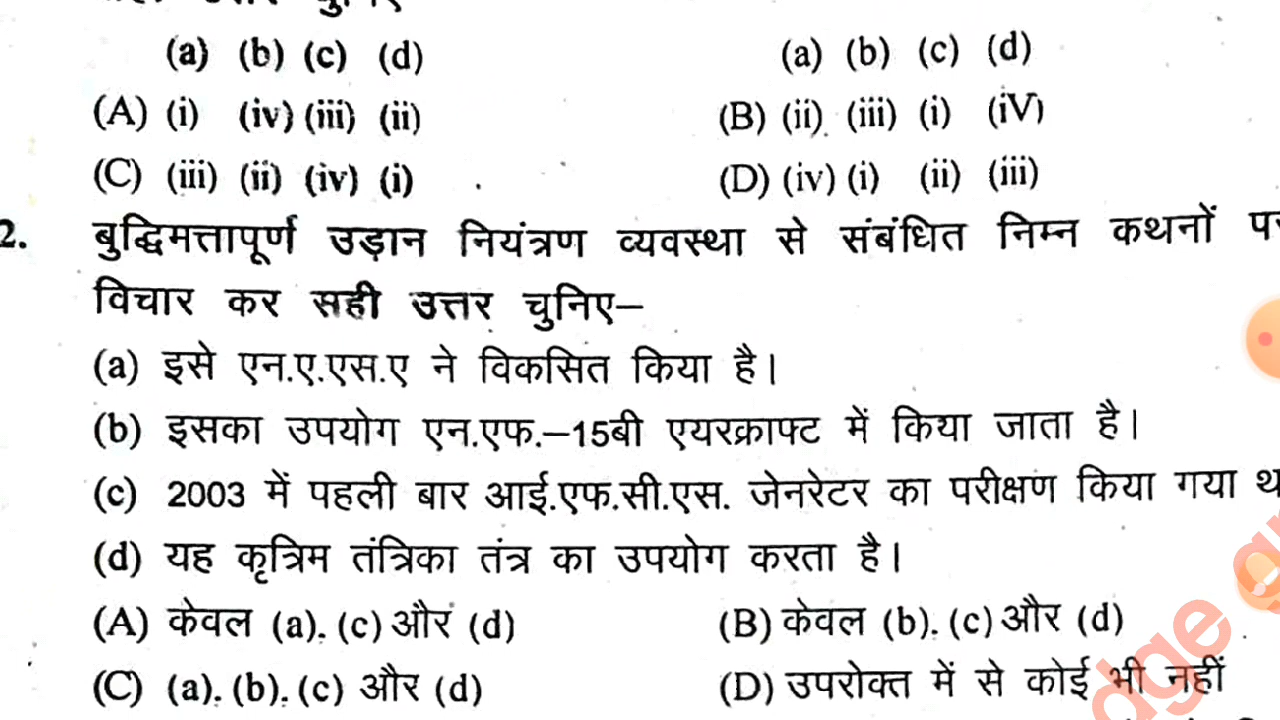 (a) (b) (c) (d) (a) (b) (c) (d)
(A) (i) (iv) (iii) (ii) (B) (ii) (iii) (i) (iV)
(C) (iii) (ii) (iv) (i) (D) (iv) (i) (ii) (iii)
2. बुद्धिमत्तापूर्ण उड़ान नियंत्रण व्यवस्था से संबंधित निम्न कथनों
विचार कर सही उत्तर चुनिए–
(a) इसे एन.ए.एस.ए ने विकसित किया है।
(b) इसका उपयोग एन.एफ.–15बी एयरक्राफ्ट में किया जाता है।
(c) 2003 में पहली बार आई.एफ.सी.एस. जेनरेटर का परीक्षण किया गया
(d) यह कृत्रिम तंत्रिका तंत्र का उपयोग करता है।
(A) केवल (a). (c) और (d) (B) केवल (b). (c) और (d)
(C) (a). (b). (c) और (d) (D) उपरोक्त में से कोई भी नहीं